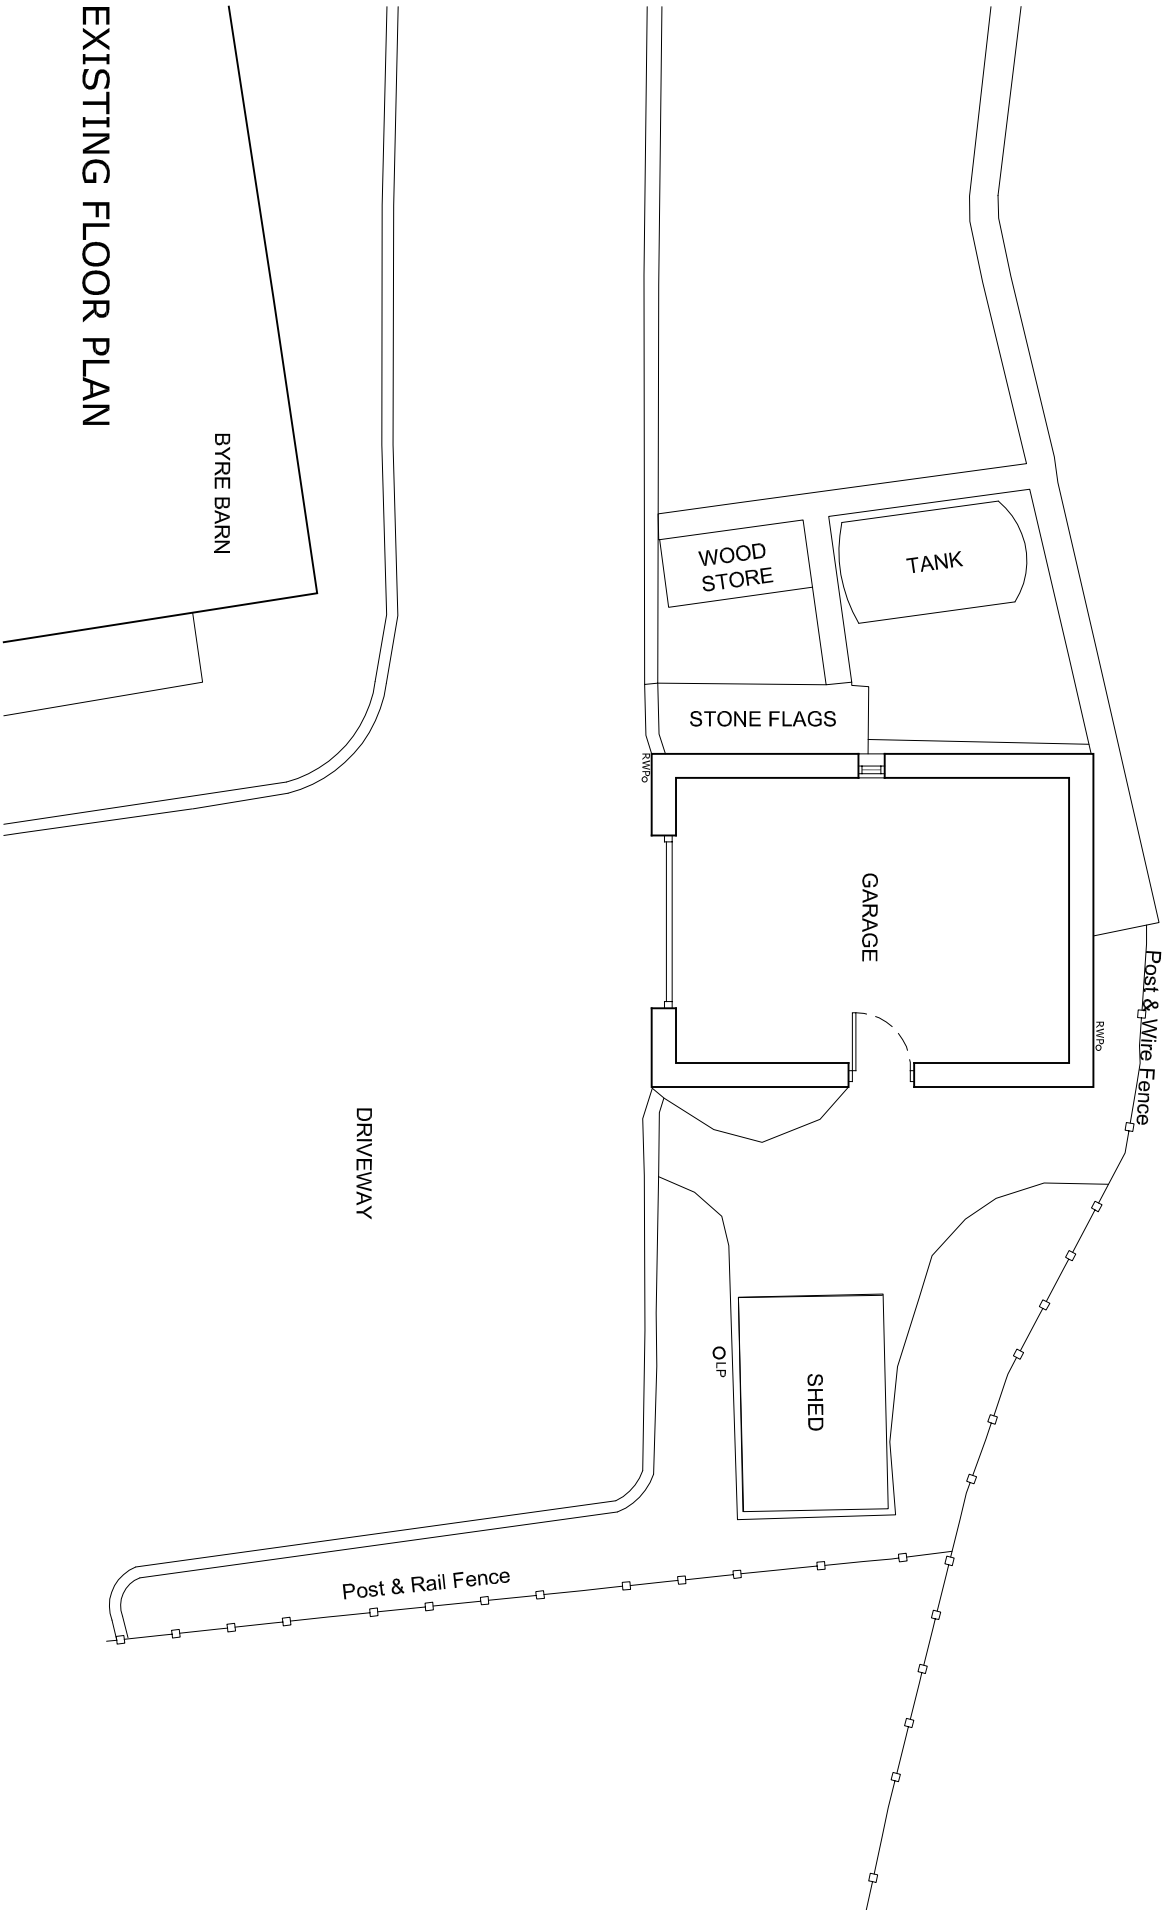 EXISTING FLOOR PLAN
BYRE BARN
WOOD
STORE
TANK
STONE FLAGS
RWPo
GARAGE
RWPo
Post & Wire Fence
DRIVEWAY
LP
SHED
Post & Rail Fence